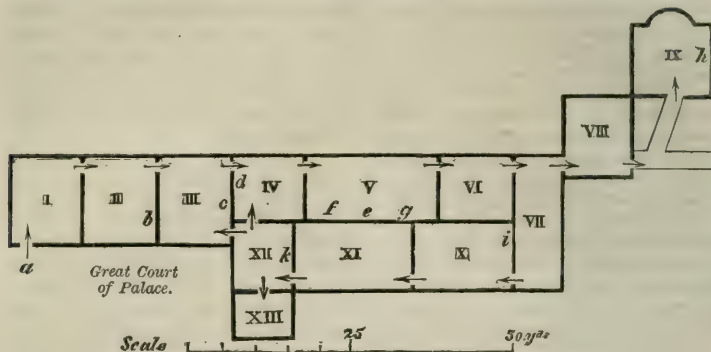 IX h
VIII
I II III IV V VI
d
b c f e g VII
XII k XI X i
a
Great Court
of Palace.
XIII
Scale 25 50 yds